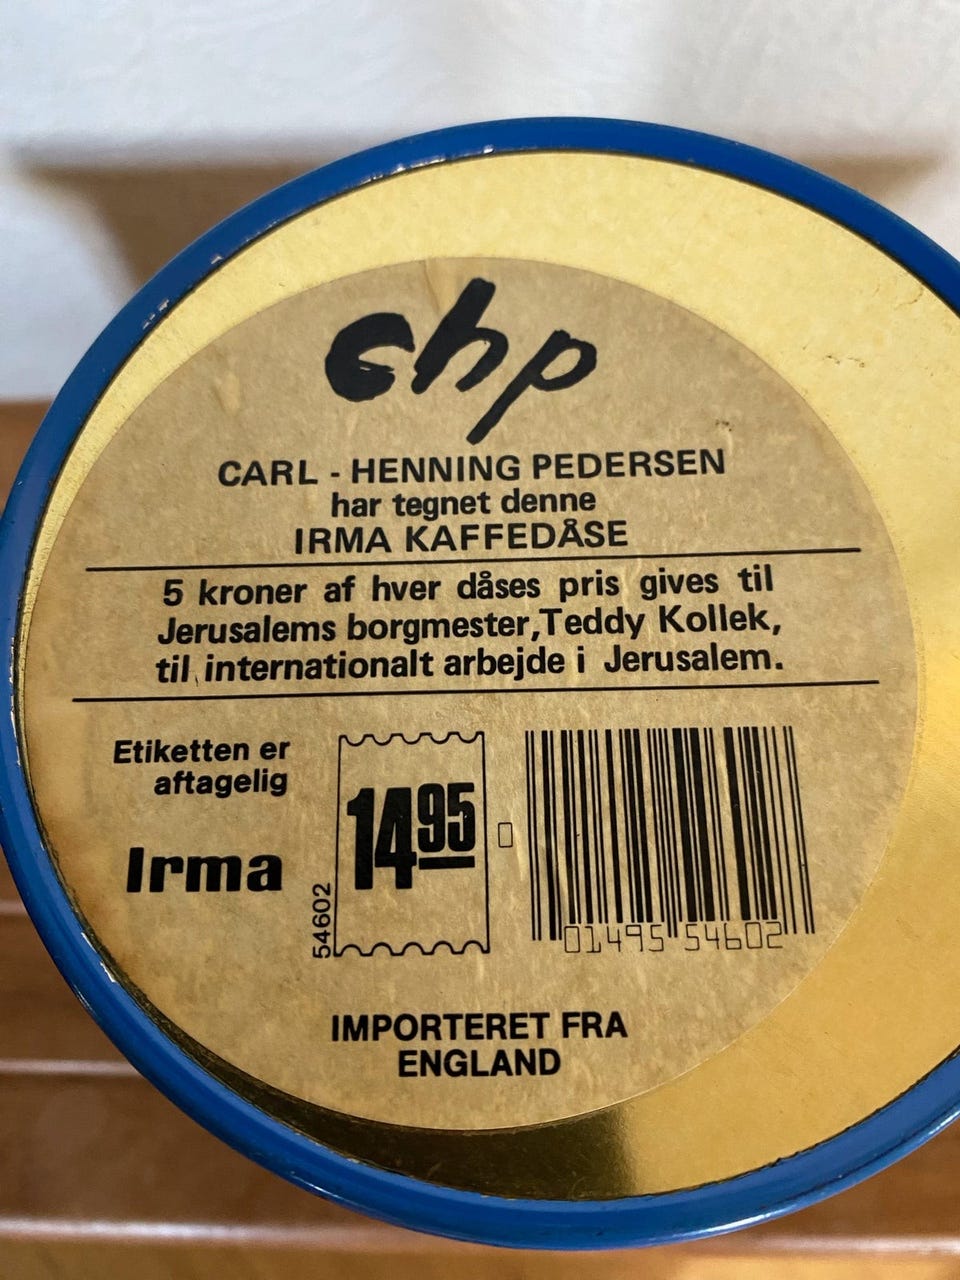 chp
CARL - HENNING PEDERSEN
har tegnet denne
IRMA KAFFEDÅSE
5 kroner af hver dåses pris gives til
Jerusalems borgmester, Teddy Kollek,
til internationalt arbejde i Jerusalem.
Etiketten er
aftagelig
Irma
54602
14.95
01495 54602
IMPORTERET FRA
ENGLAND